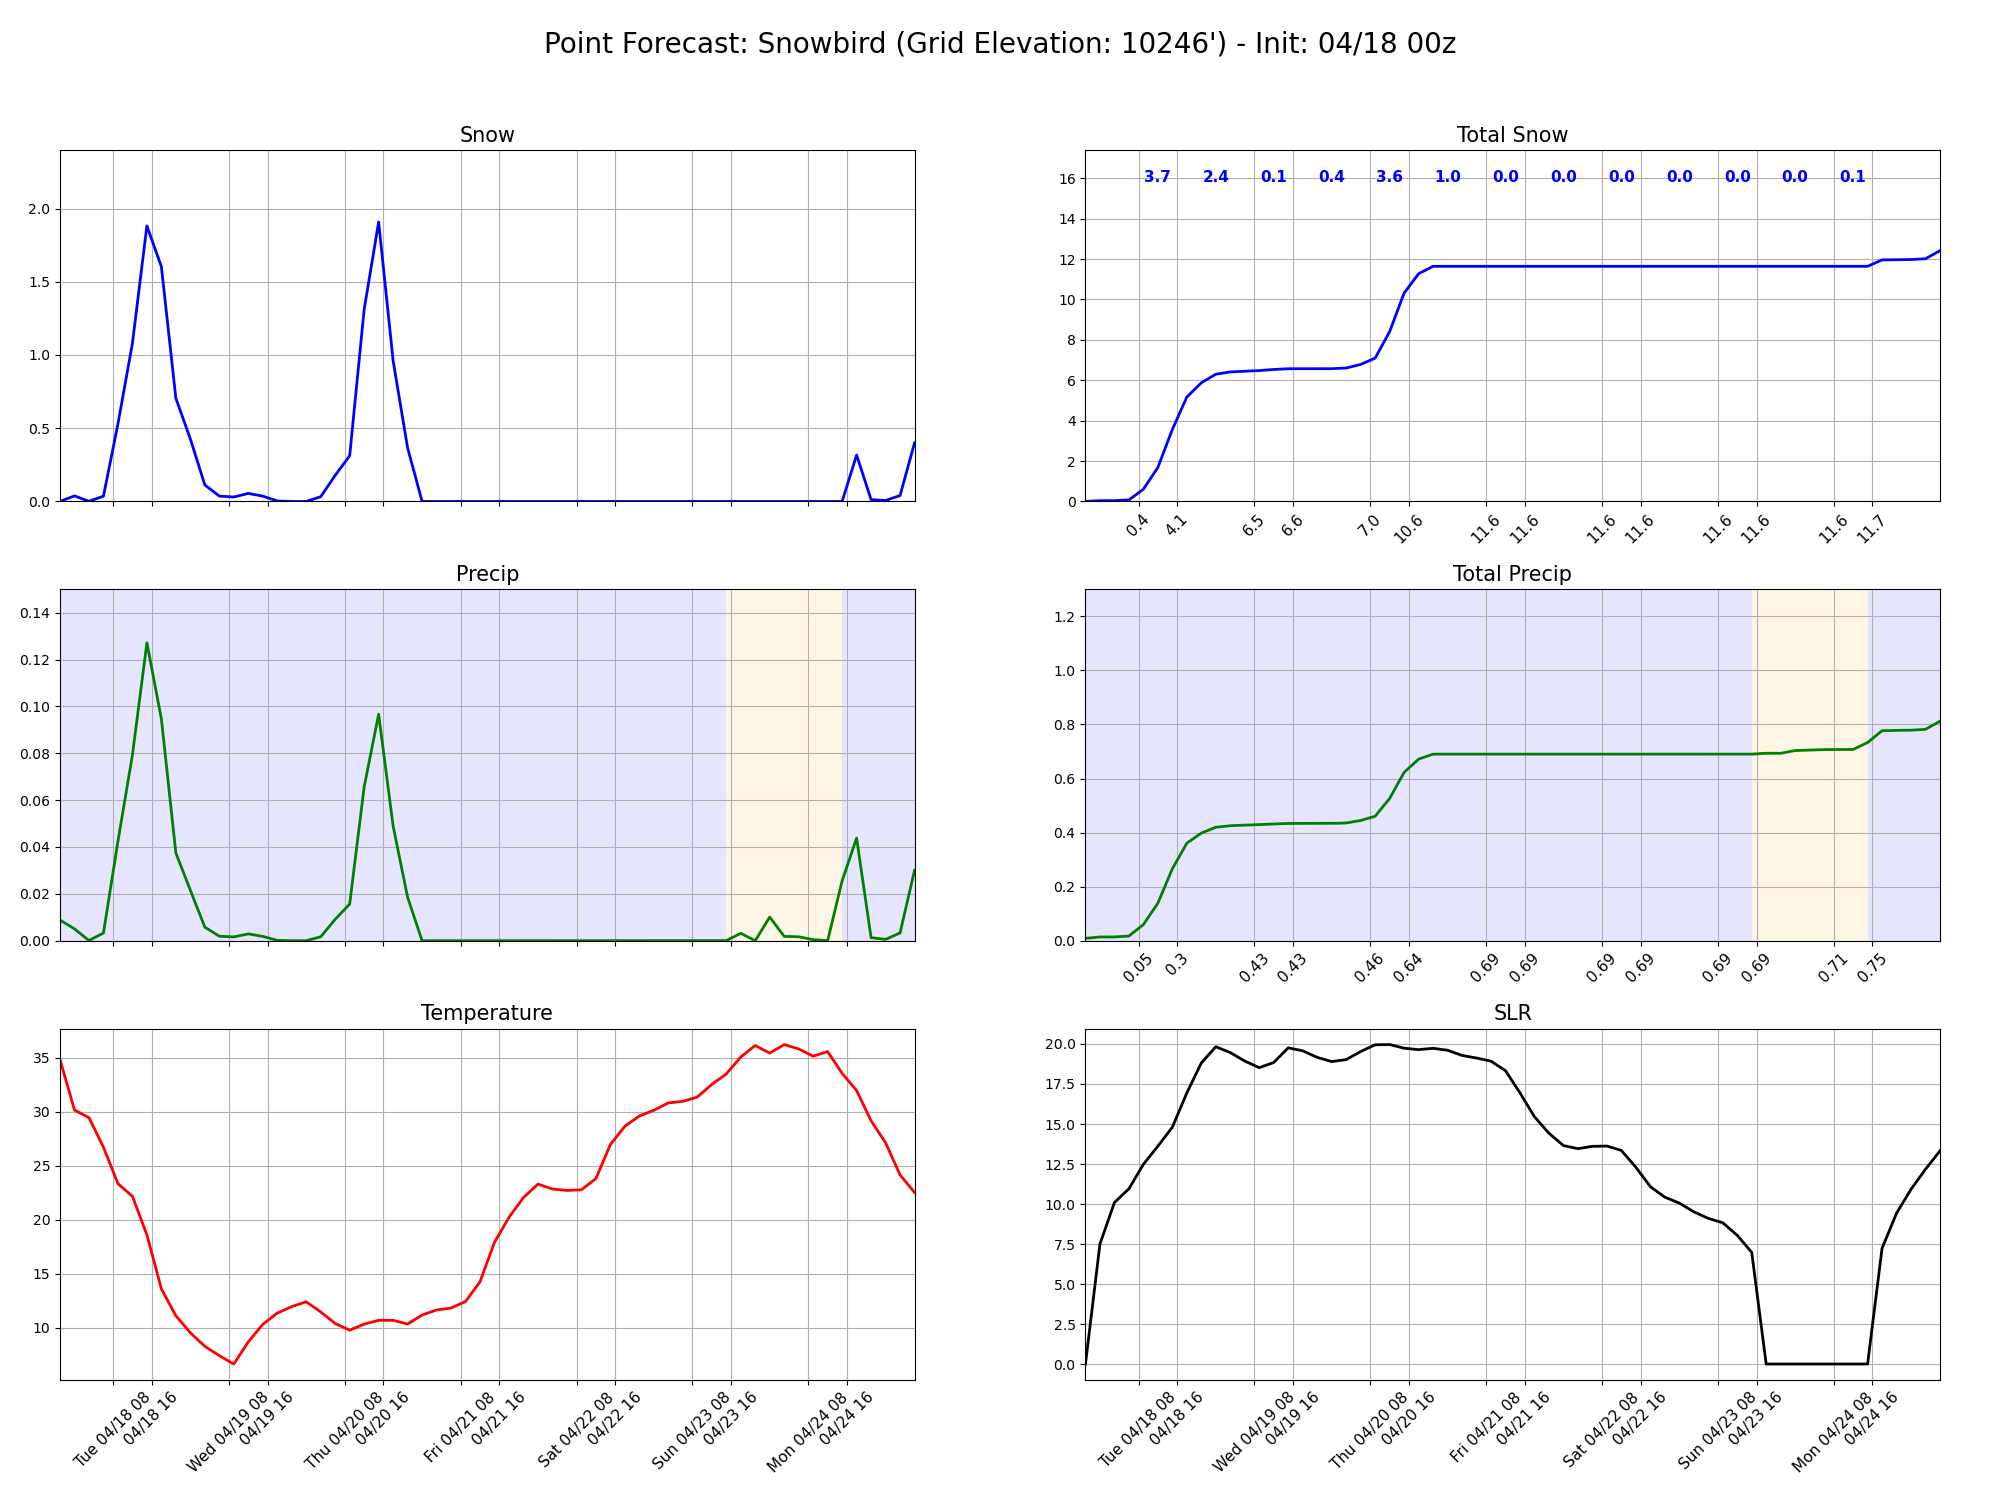 Point Forecast: Snowbird (Grid Elevation: 10246') - Init: 04/18 00z
Snow
2.0
1.5
1.0
0.5
0.0
Total Snow
3.7 2.4 0.1 0.4 3.6 1.0 0.0 0.0 0.0 0.0 0.0 0.0 0.1
16
14
12
10
8
6
4
2
0
0.4 4.1 6.5 6.6 7.0 10.6 11.6 11.6 11.6 11.6 11.6 11.6 11.6 11.7
Precip
0.14
0.12
0.10
0.08
0.06
0.04
0.02
0.00
Total Precip
1.2
1.0
0.8
0.6
0.4
0.2
0.0
0.05 0.3 0.43 0.43 0.46 0.64 0.69 0.69 0.69 0.69 0.69 0.69 0.71 0.75
Temperature
35
30
25
20
15
10
Tue 04/18 08
04/18 16
Wed 04/19 08
04/19 16
Thu 04/20 08
04/20 16
Fri 04/21 08
04/21 16
Sat 04/22 08
04/22 16
Sun 04/23 08
04/23 16
Mon 04/24 08
04/24 16
SLR
20.0
17.5
15.0
12.5
10.0
7.5
5.0
2.5
0.0
Tue 04/18 08
04/18 16
Wed 04/19 08
04/19 16
Thu 04/20 08
04/20 16
Fri 04/21 08
04/21 16
Sat 04/22 08
04/22 16
Sun 04/23 08
04/23 16
Mon 04/24 08
04/24 16